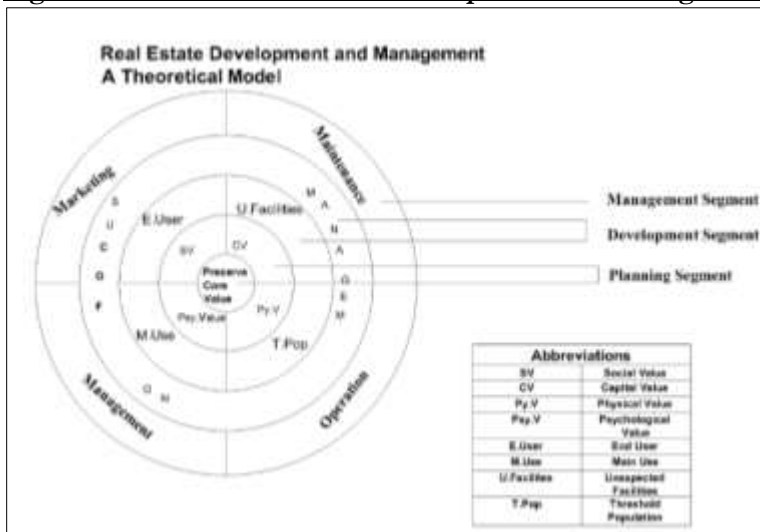 Real Estate Development and Management
A Theoretical Model
Marketing
Maintenance
Management
Operation
F O C U S
O N
M A N A G E M
E.User
U.Facilities
M.Use
T.Pop
SV
CV
Psy.Value
Py.V
Preserve
Core
Value
Management Segment
Development Segment
Planning Segment
Abbreviations
SV Social Value
CV Capital Value
Py.V Physical Value
Psy.V Psychological
Value
E.User End User
M.Use Main Use
U.Facilities Unexpected
Facilities
T.Pop Threshold
Population